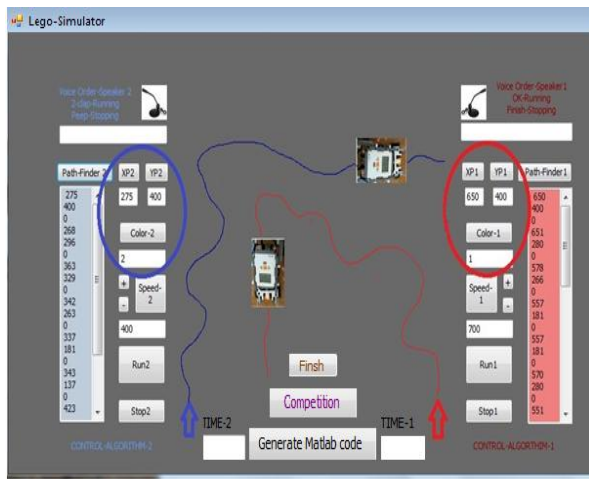 Lego-Simulator
Voice Order-Speaker 2
2-clap-Running
Peep-Stopping
Voice Order-Speaker1
OK-Running
Finish-Stopping
Path-Finder 2
XP2
YP2
275
400
Color-2
2
+
-
Speed-
2
400
Run2
Stop2
275
400
0
268
296
0
363
329
0
342
263
0
337
181
0
343
137
0
423
CONTROL-ALGORITHM-2
XP1
YP1
Path-Finder1
650
400
Color-1
1
Speed-
1
+
-
700
Run1
Stop1
650
400
0
651
280
0
578
266
0
557
181
0
557
181
0
570
280
0
551
CONTROL-ALGORITHIM-1
Finsh
Competition
TIME-2
TIME-1
Generate Matlab code